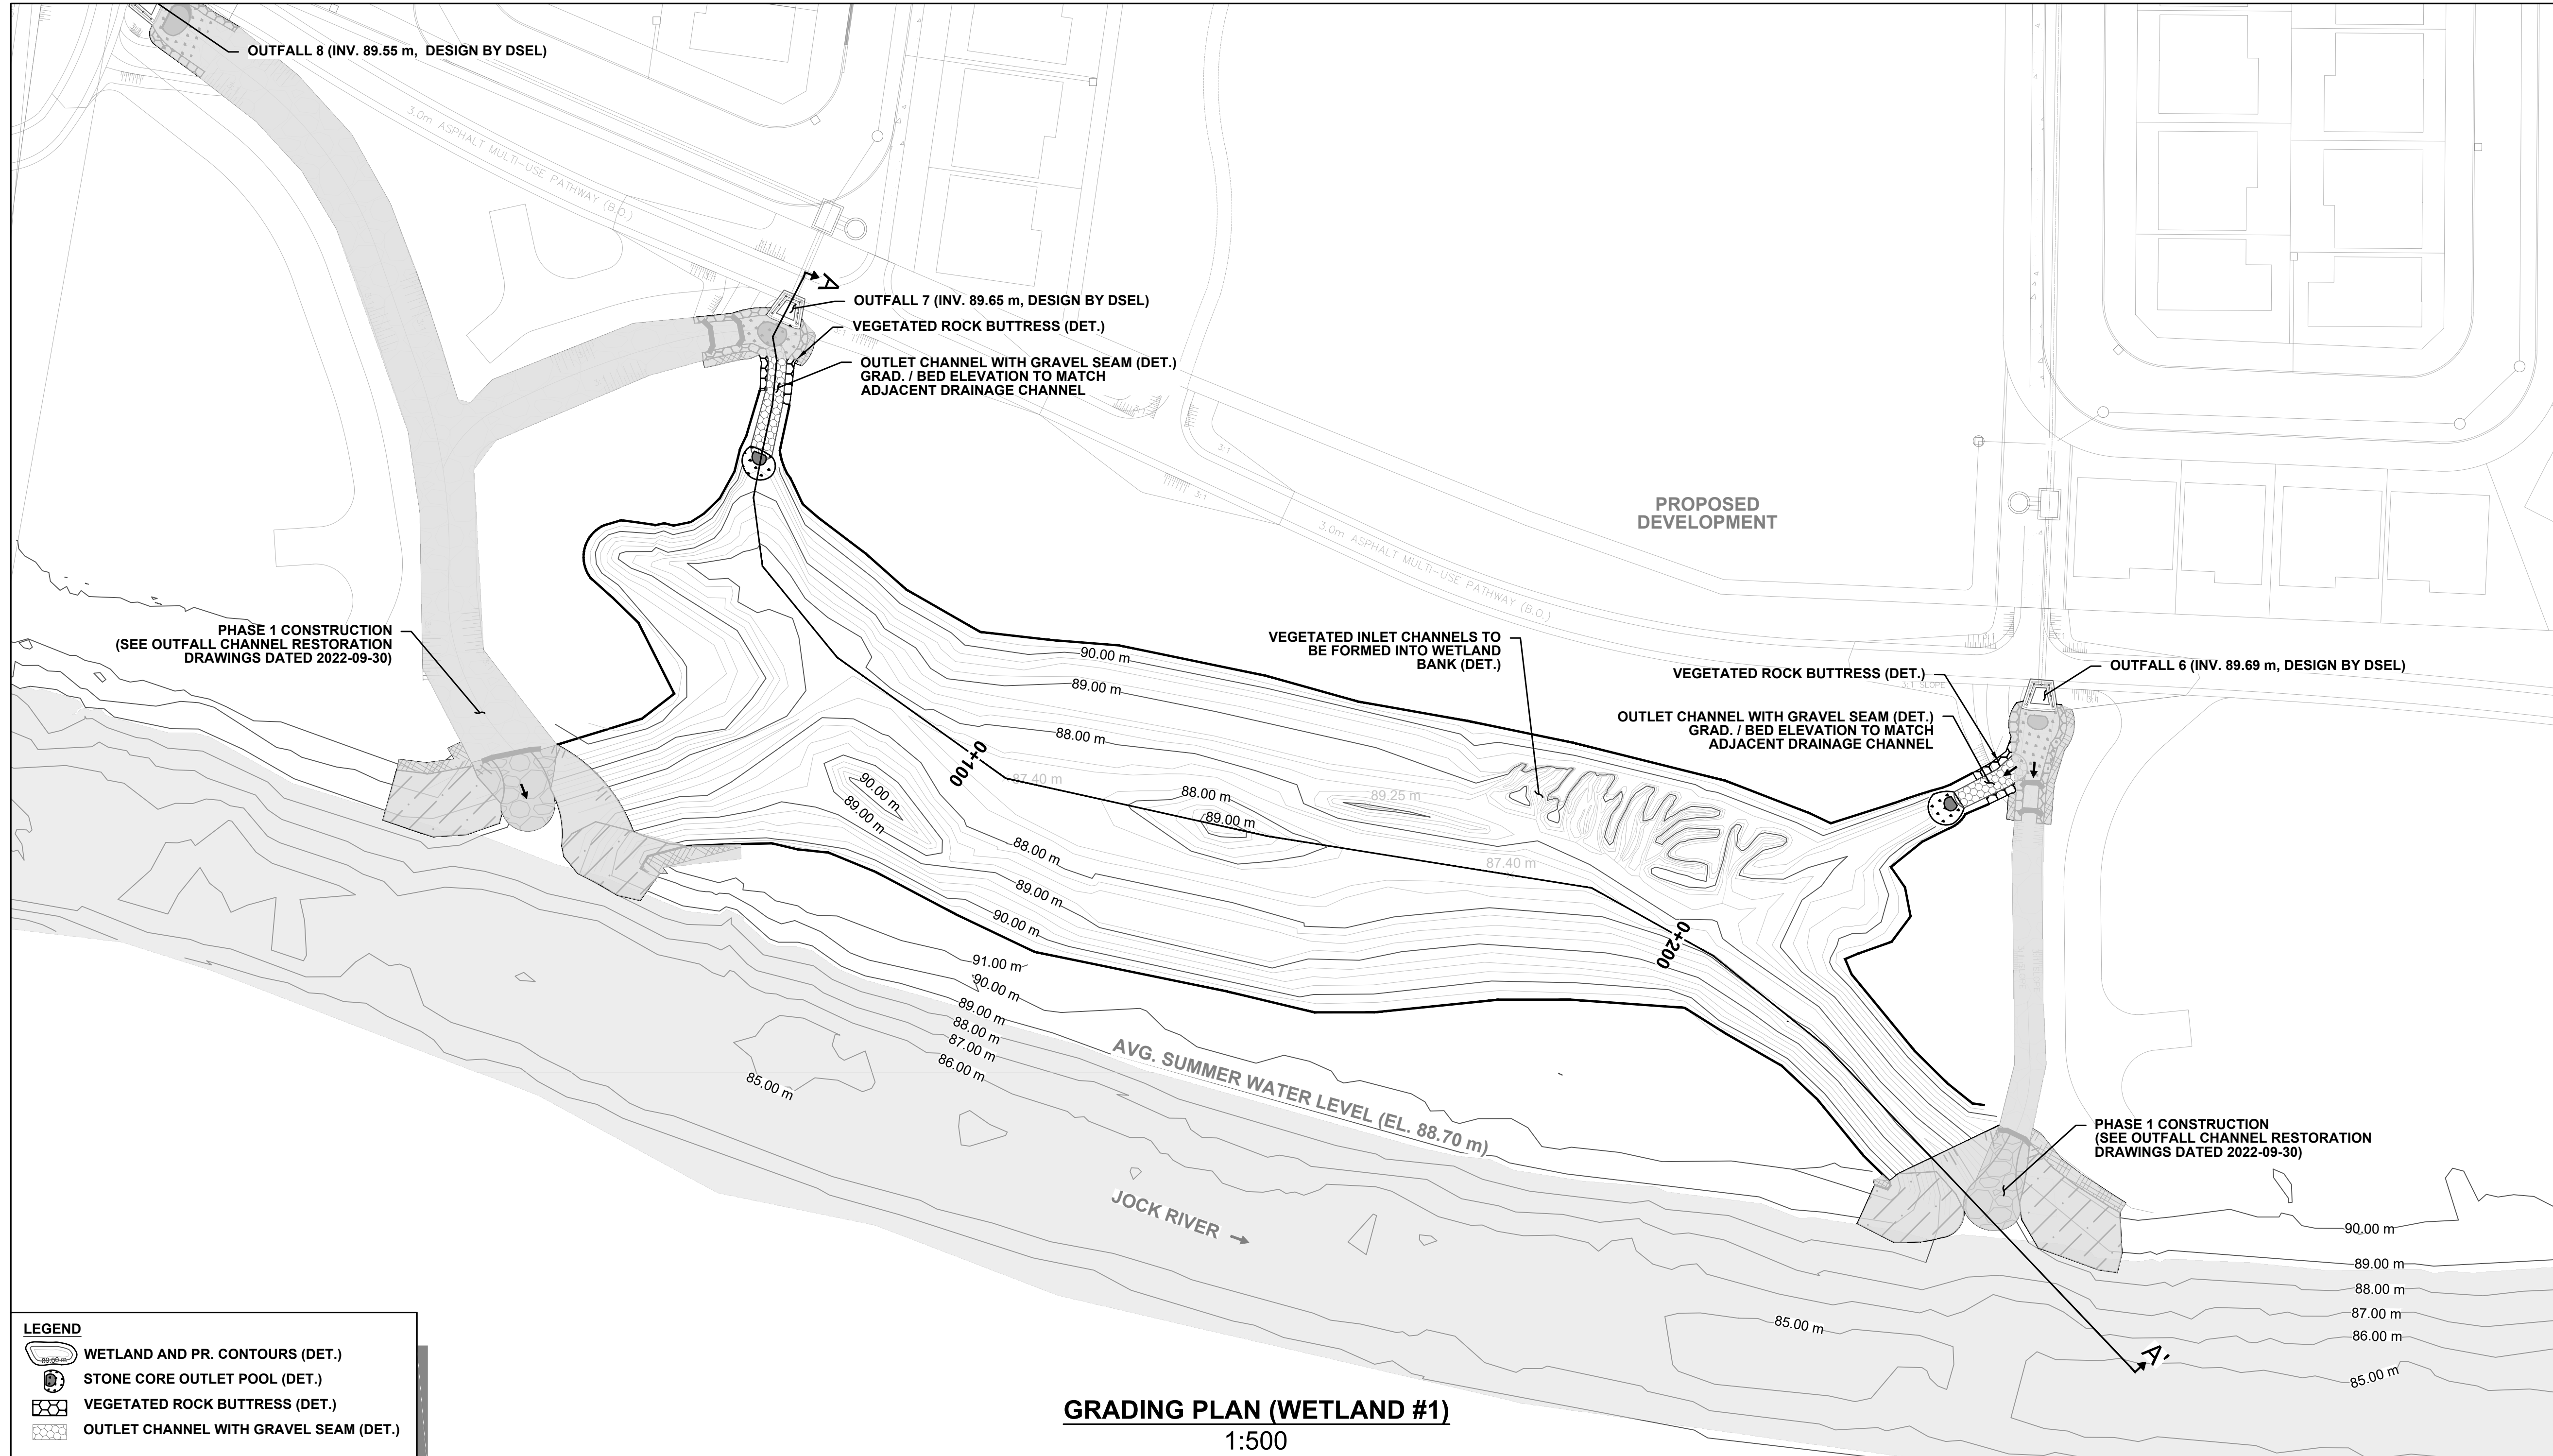 OUTFALL 8 (INV. 89.55 m, DESIGN BY DSEL)
3.0m ASPHALT MULTI-USE PATHWAY (B.O.)
A
OUTFALL 7 (INV. 89.65 m, DESIGN BY DSEL)
VEGETATED ROCK BUTTRESS (DET.)
OUTLET CHANNEL WITH GRAVEL SEAM (DET.)
GRAD. / BED ELEVATION TO MATCH
ADJACENT DRAINAGE CHANNEL
3:1
3:1
PROPOSED
DEVELOPMENT
3.0m ASPHALT MULTI-USE PATHWAY (B.O.)
PHASE 1 CONSTRUCTION
(SEE OUTFALL CHANNEL RESTORATION
DRAWINGS DATED 2022-09-30)
VEGETATED INLET CHANNELS TO
BE FORMED INTO WETLAND
BANK (DET.)
VEGETATED ROCK BUTTRESS (DET.)
3:1 SLOPE
OUTFALL 6 (INV. 89.69 m, DESIGN BY DSEL)
OUTLET CHANNEL WITH GRAVEL SEAM (DET.)
GRAD. / BED ELEVATION TO MATCH
ADJACENT DRAINAGE CHANNEL
90.00 m
89.00 m
88.00 m
0+100
87.40 m
90.00 m
89.00 m
88.00 m
89.00 m
89.25 m
87.40 m
88.00 m
89.00 m
90.00 m
0+200
91.00 m
90.00 m
89.00 m
88.00 m
87.00 m
86.00 m
85.00 m
AVG. SUMMER WATER LEVEL (EL. 88.70 m)
JOCK RIVER
PHASE 1 CONSTRUCTION
(SEE OUTFALL CHANNEL RESTORATION
DRAWINGS DATED 2022-09-30)
90.00 m
89.00 m
88.00 m
87.00 m
86.00 m
85.00 m
85.00 m
A'
LEGEND
89.00 m
WETLAND AND PR. CONTOURS (DET.)
STONE CORE OUTLET POOL (DET.)
VEGETATED ROCK BUTTRESS (DET.)
OUTLET CHANNEL WITH GRAVEL SEAM (DET.)
GRADING PLAN (WETLAND #1)
1:500